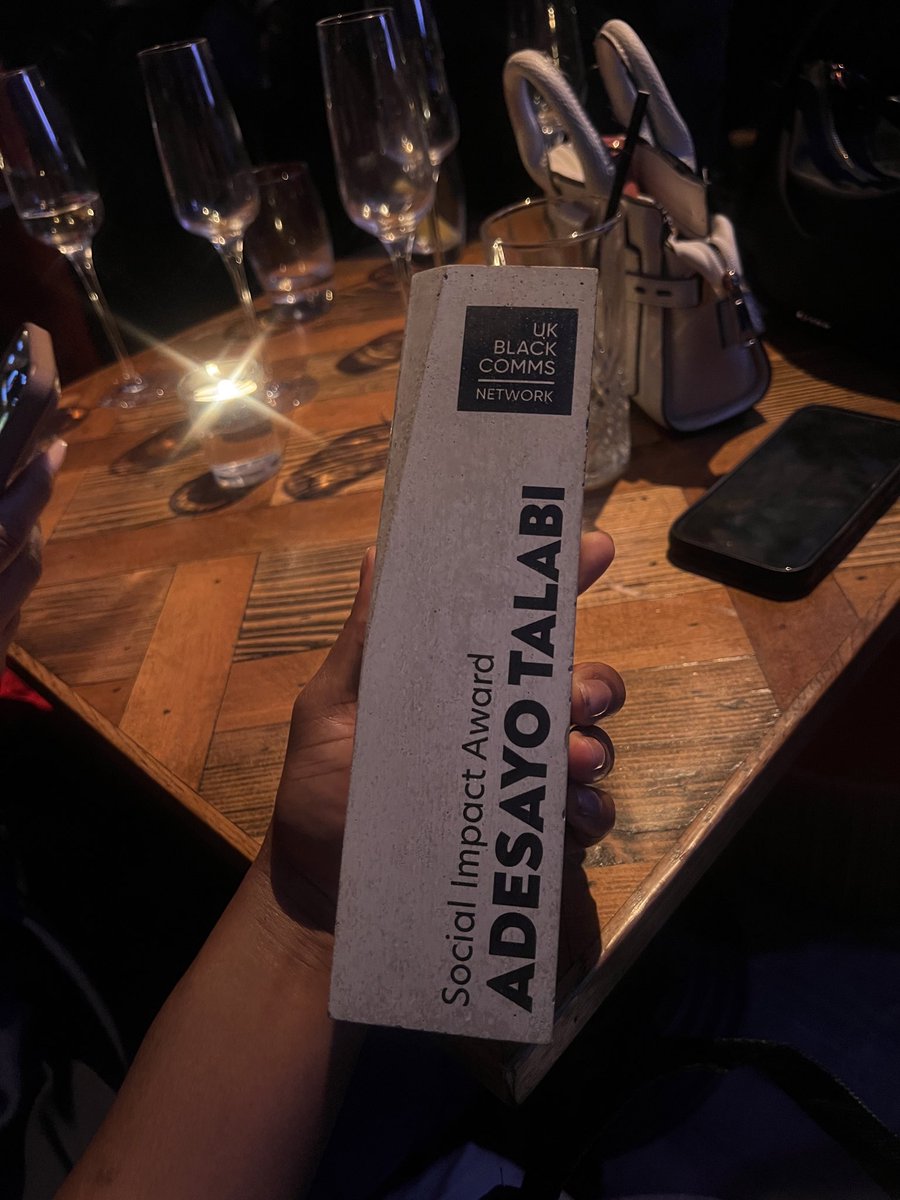 UK
BLACK
COMMS
NETWORK
Social Impact Award
ADESAYO TALABI